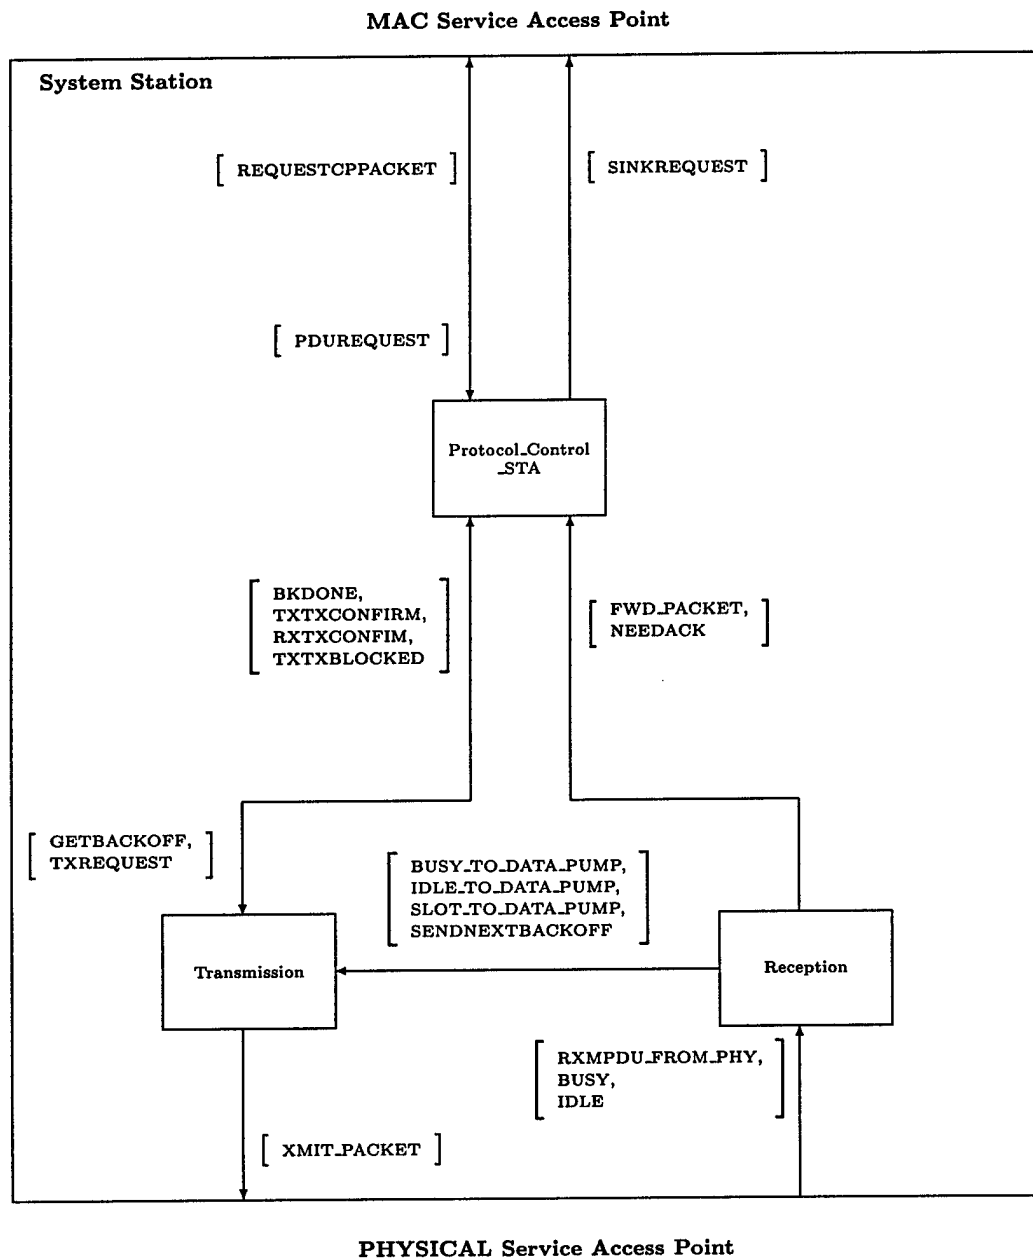 MAC Service Access Point
System Station
[ REQUESTCPPACKET ]
[ SINKREQUEST ]
[ PDUREQUEST ]
Protocol_Control
_STA
BKDONE,
TXTXCONFIRM,
RXTXCONFIM,
TXTXBLOCKED
FWD_PACKET,
NEEDACK
GETBACKOFF,
TXREQUEST
BUSY_TO_DATA_PUMP,
IDLE_TO_DATA_PUMP,
SLOT_TO_DATA_PUMP,
SENDNEXTBACKOFF
Transmission
Reception
RXMPDU_FROM_PHY,
BUSY,
IDLE
[ XMIT_PACKET ]
PHYSICAL Service Access Point